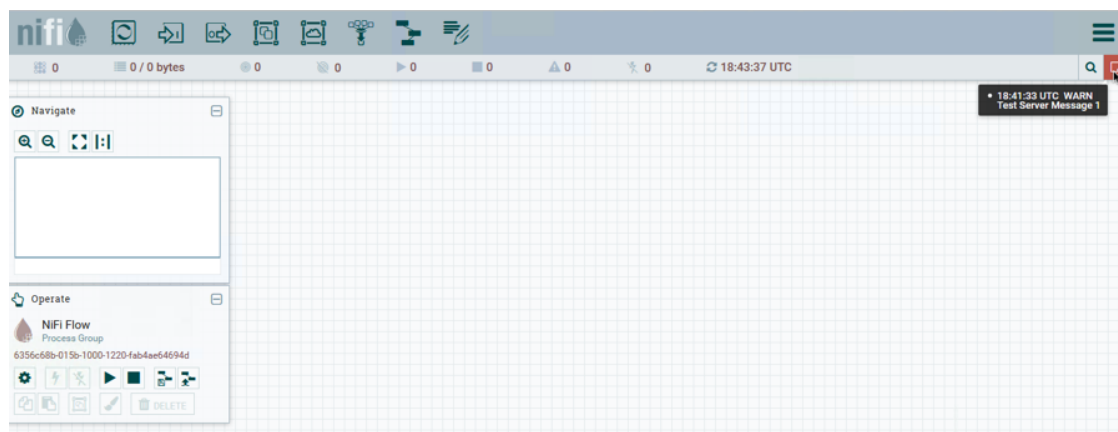 nifi
0 0 / 0 bytes 0 0 0 0 0 0 18:43:37 UTC
18:41:33 UTC WARN
Test Server Message 1
Navigate
Operate
NiFi Flow
Process Group
6356c68b-015b-1000-1220-fab4ae64694d
DELETE